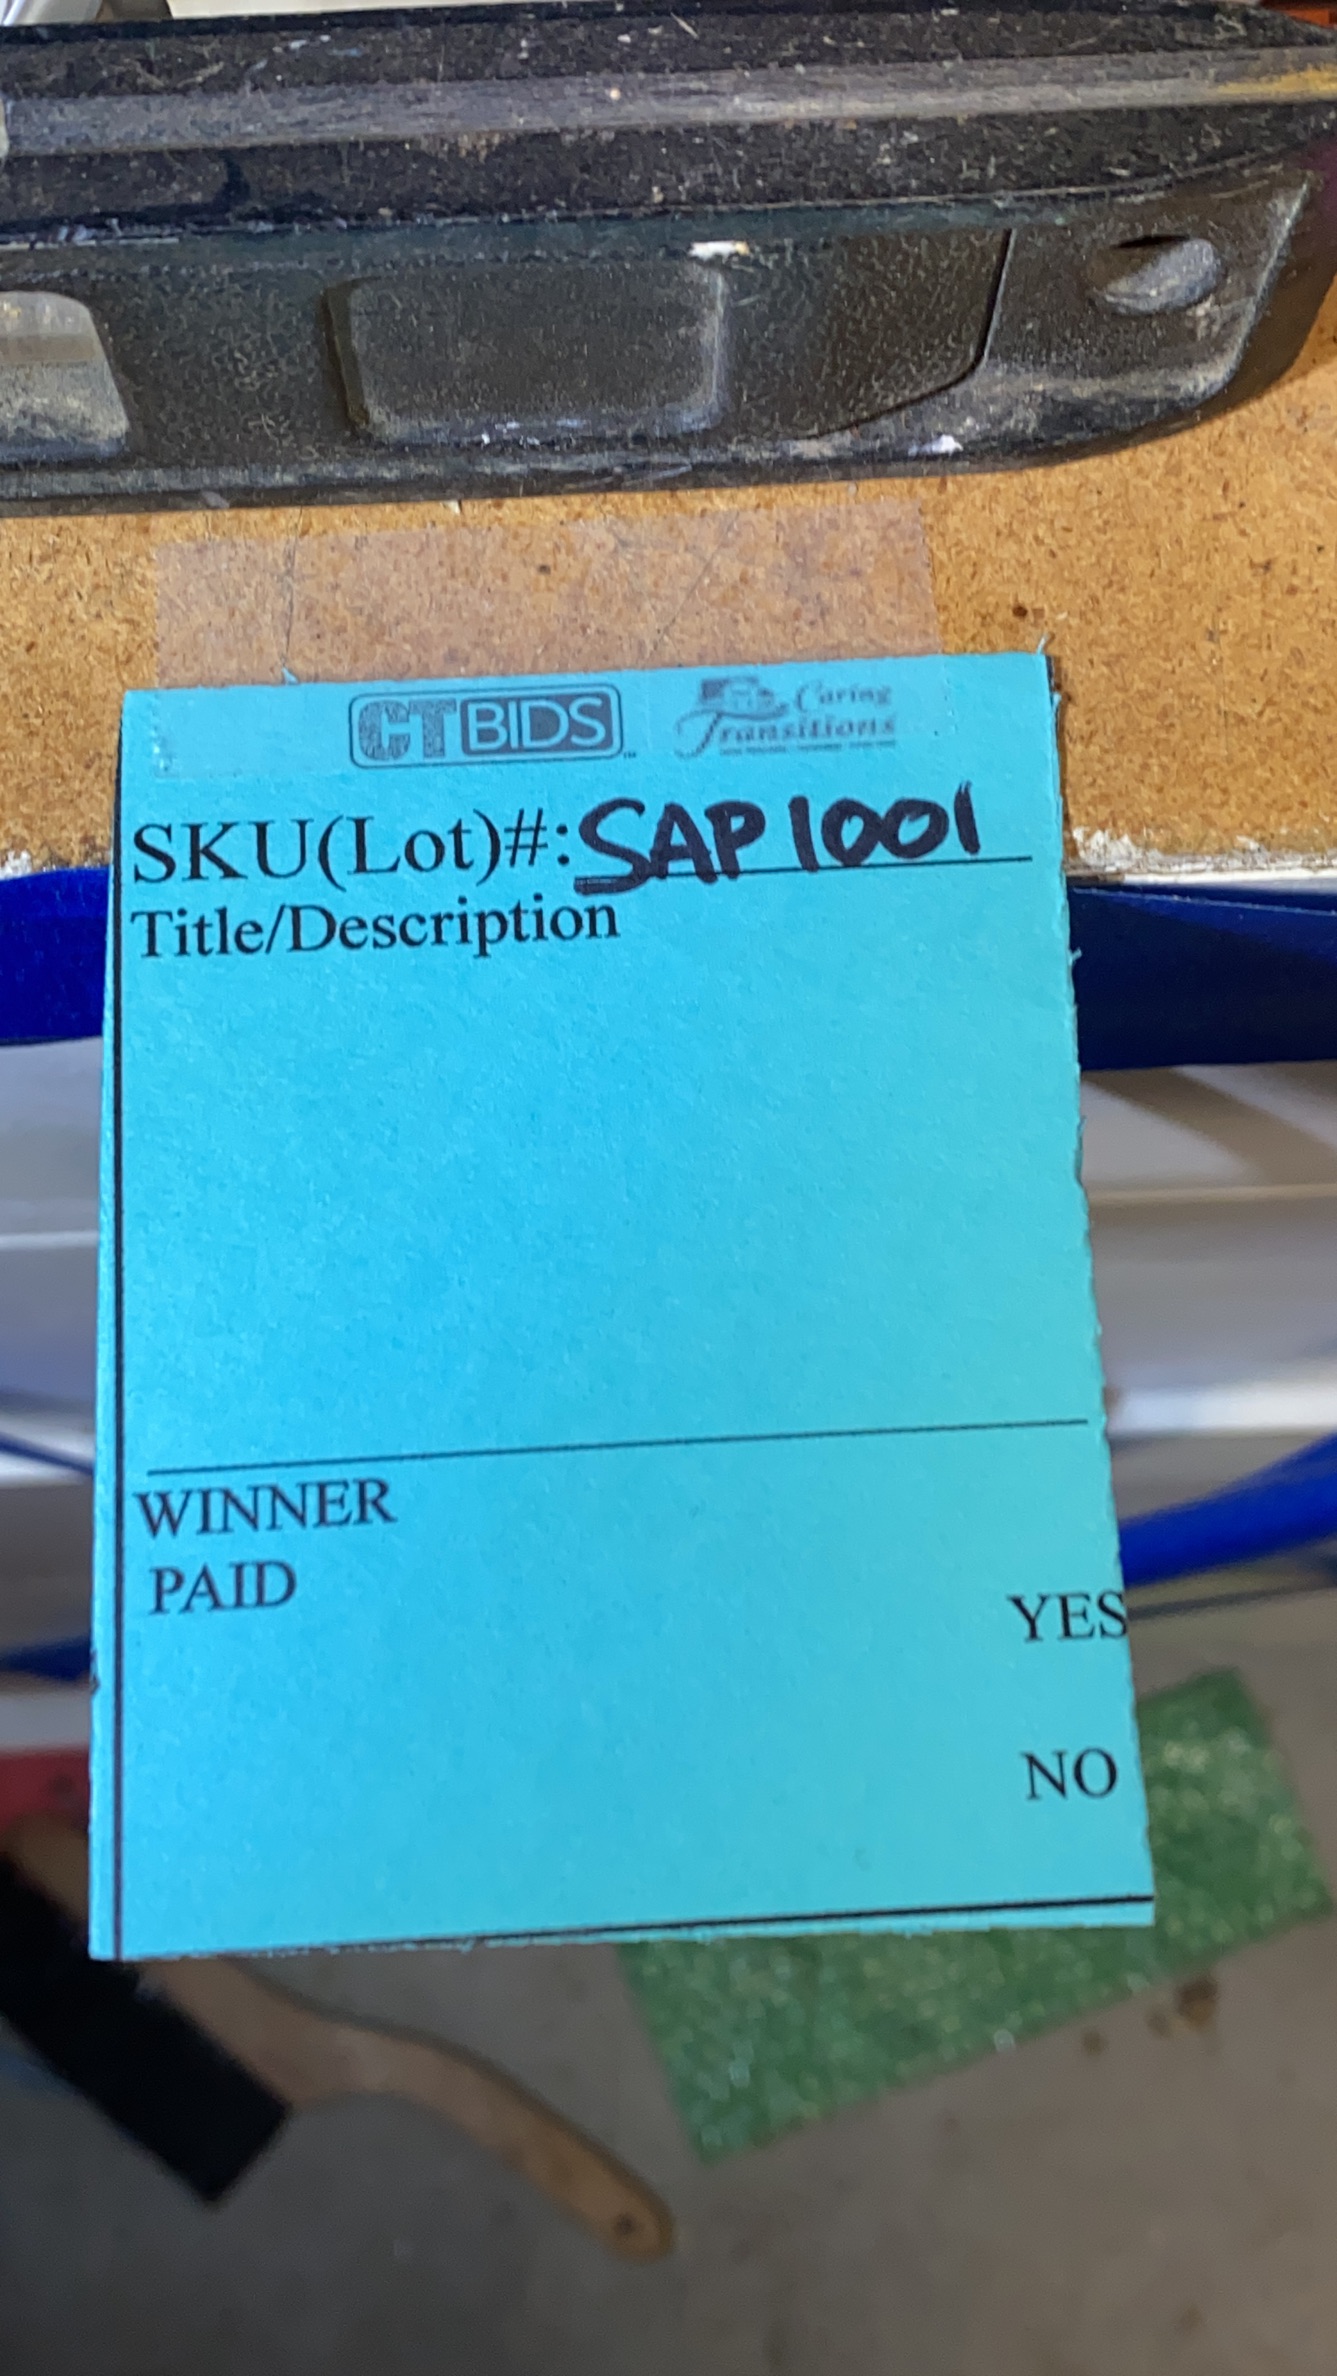 CTBIDS
Caring
Transitions
SKU(Lot)#: SAP1001
Title/Description
WINNER
PAID
YES
NO